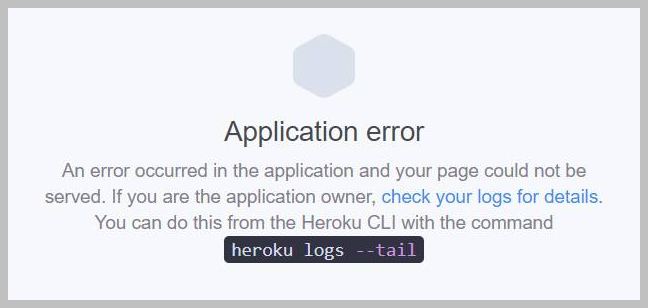 Application error
An error occurred in the application and your page could not be
served. If you are the application owner, check your logs for details.
You can do this from the Heroku CLI with the command
heroku logs --tail